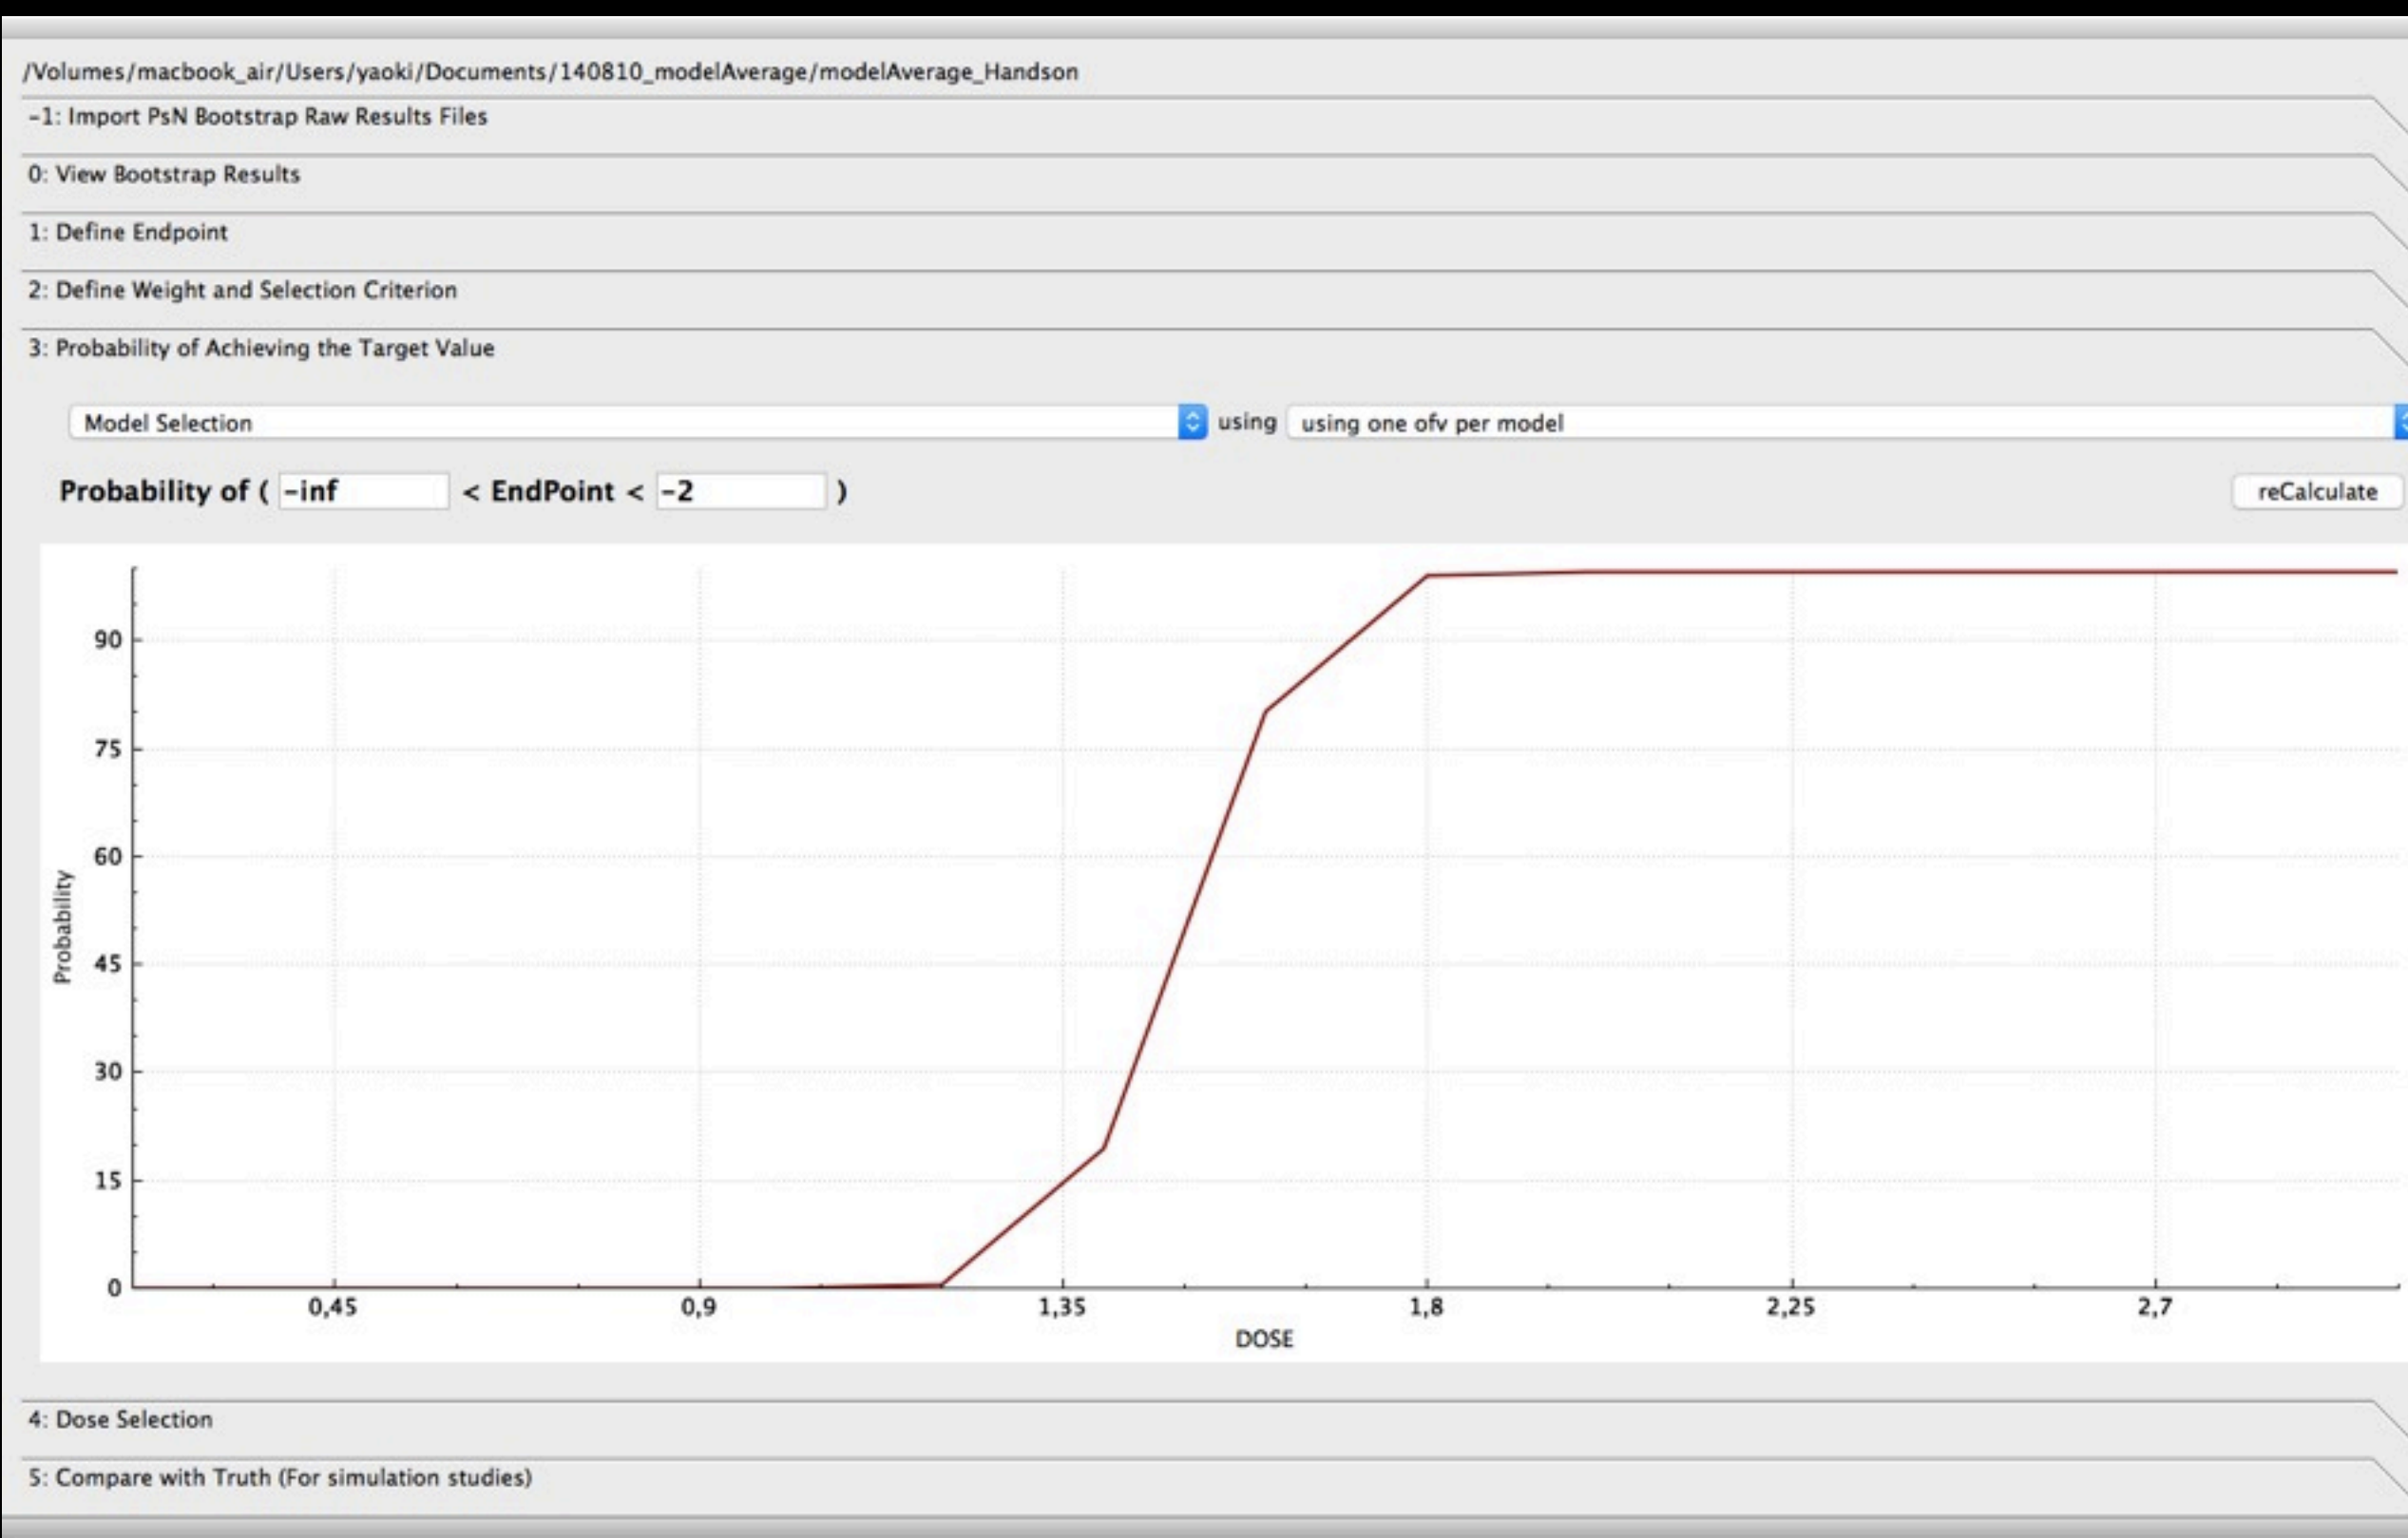 /Volumes/macbook_air/Users/yaoki/Documents/140810_modelAverage/modelAverage_Handson
-1: Import PsN Bootstrap Raw Results Files
0: View Bootstrap Results
1: Define Endpoint
2: Define Weight and Selection Criterion
3: Probability of Achieving the Target Value
Model Selection using using one ofv per model
Probability of ( -inf < EndPoint < -2 ) reCalculate
90
75
60
Probability
45
30
15
0
0,45 0,9 1,35 1,8 2,25 2,7
DOSE
4: Dose Selection
5: Compare with Truth (For simulation studies)